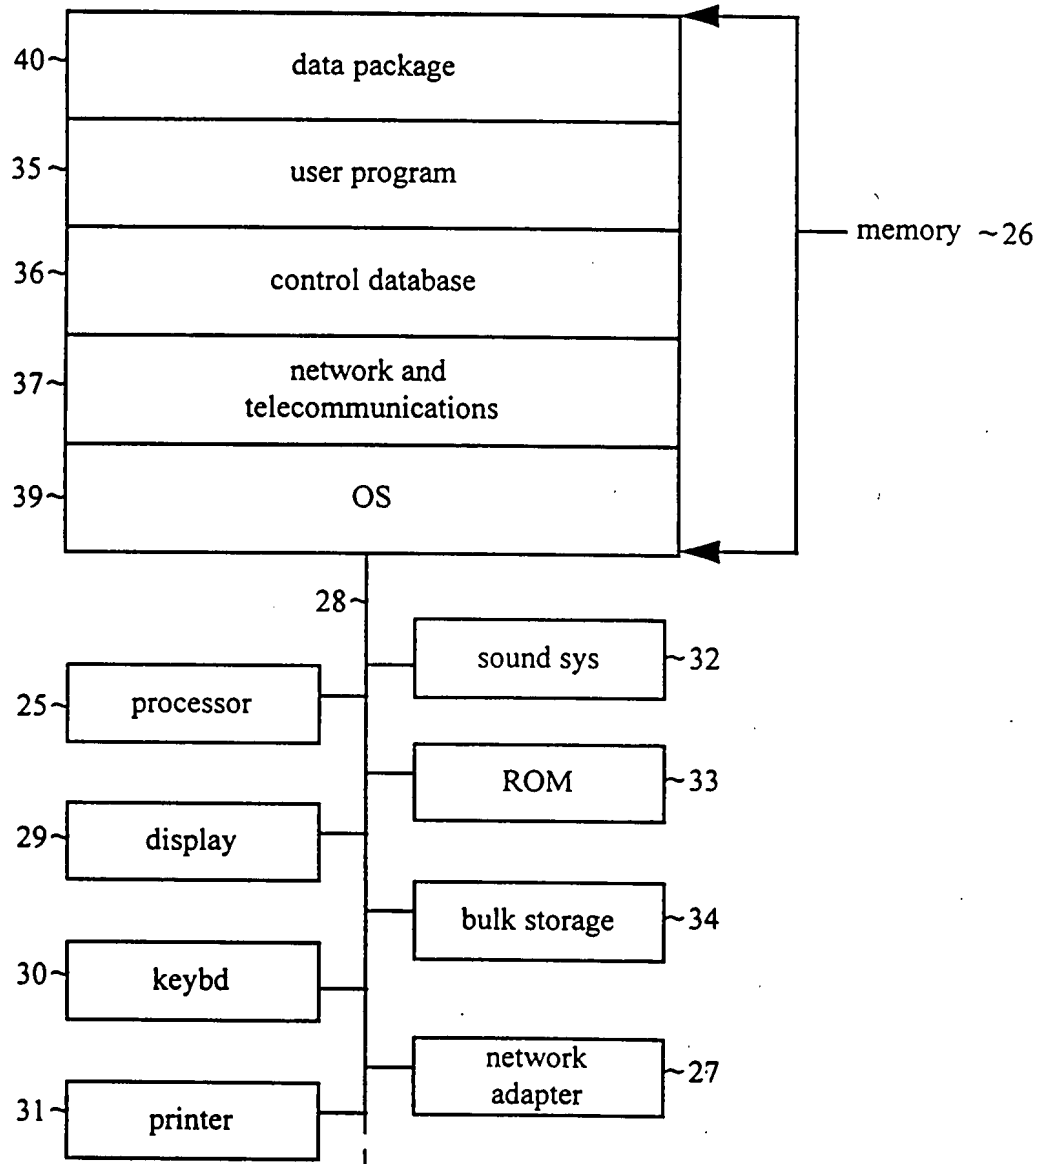 40~ data package
35~ user program
memory ~26
36~ control database
37~ network and
telecommunications
39~ OS
28~
sound sys ~32
25~ processor
ROM ~33
29~ display
bulk storage ~34
30~ keybd
network
adapter ~27
31~ printer